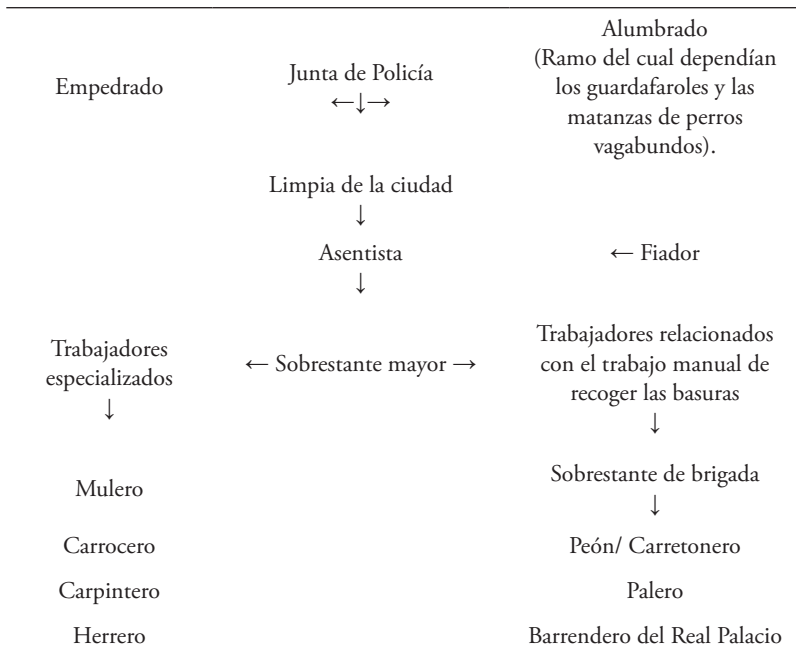 Empedrado
Junta de Policía
←↓→
Alumbrado
(Ramo del cual dependían
los guardafaroles y las
matanzas de perros
vagabundos).
Limpia de la ciudad
↓
Asentista
← Fiador
↓
Trabajadores
especializados
↓
← Sobrestante mayor →
Trabajadores relacionados
con el trabajo manual de
recoger las basuras
↓
Mulero
Sobrestante de brigada
↓
Carrocero
Peón/ Carretonero
Carpintero
Palero
Herrero
Barrendero del Real Palacio